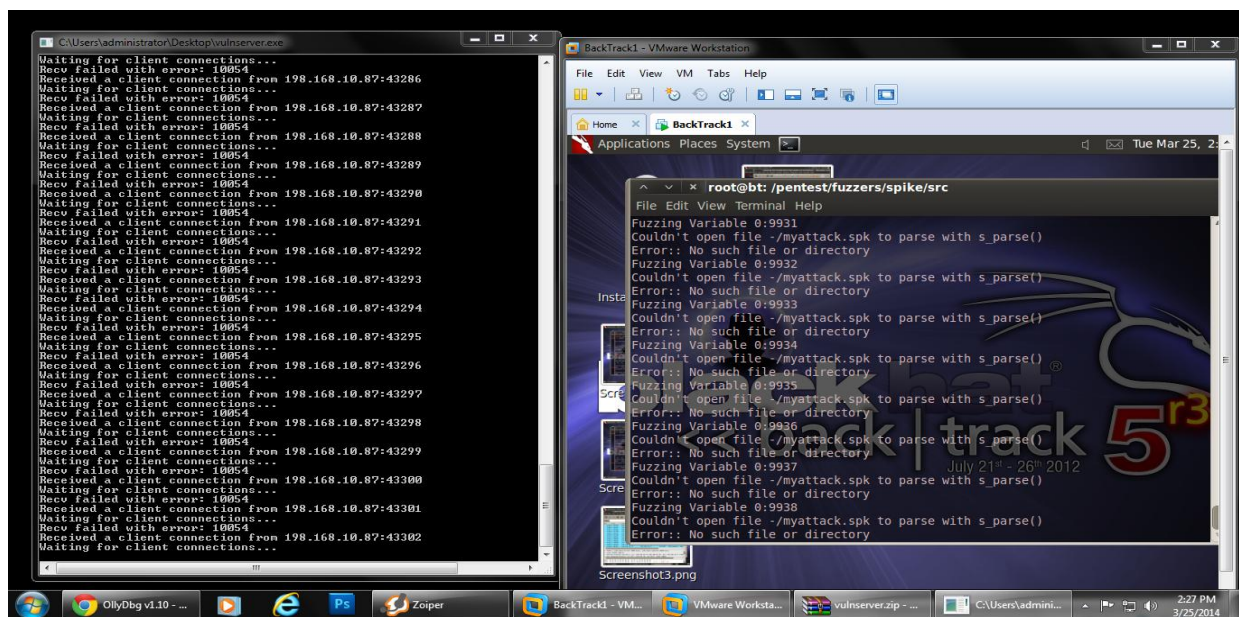 C:\Users\administrator\Desktop\vulnserver.exe
Waiting for client connections...
Recv failed with error: 10054
Received a client connection from 198.168.10.87:43286
Waiting for client connections...
Recv failed with error: 10054
Received a client connection from 198.168.10.87:43287
Waiting for client connections...
Recv failed with error: 10054
Received a client connection from 198.168.10.87:43288
Waiting for client connections...
Recv failed with error: 10054
Received a client connection from 198.168.10.87:43289
Waiting for client connections...
Recv failed with error: 10054
Received a client connection from 198.168.10.87:43290
Waiting for client connections...
Recv failed with error: 10054
Received a client connection from 198.168.10.87:43291
Waiting for client connections...
Recv failed with error: 10054
Received a client connection from 198.168.10.87:43292
Waiting for client connections...
Recv failed with error: 10054
Received a client connection from 198.168.10.87:43293
Waiting for client connections...
Recv failed with error: 10054
Received a client connection from 198.168.10.87:43294
Waiting for client connections...
Recv failed with error: 10054
Received a client connection from 198.168.10.87:43295
Waiting for client connections...
Recv failed with error: 10054
Received a client connection from 198.168.10.87:43296
Waiting for client connections...
Recv failed with error: 10054
Received a client connection from 198.168.10.87:43297
Waiting for client connections...
Recv failed with error: 10054
Received a client connection from 198.168.10.87:43298
Waiting for client connections...
Recv failed with error: 10054
Received a client connection from 198.168.10.87:43299
Waiting for client connections...
Recv failed with error: 10054
Received a client connection from 198.168.10.87:43300
Waiting for client connections...
Recv failed with error: 10054
Received a client connection from 198.168.10.87:43301
Waiting for client connections...
Recv failed with error: 10054
Received a client connection from 198.168.10.87:43302
Waiting for client connections...
BackTrack1 - VMware Workstation
File Edit View VM Tabs Help
Home BackTrack1
Applications Places System Tue Mar 25, 2:
root@bt: /pentest/fuzzers/spike/src
File Edit View Terminal Help
Fuzzing Variable 0:9931
Couldn't open file -/myattack.spk to parse with s_parse()
Error:: No such file or directory
Fuzzing Variable 0:9932
Couldn't open file -/myattack.spk to parse with s_parse()
Error:: No such file or directory
Fuzzing Variable 0:9933
Couldn't open file -/myattack.spk to parse with s_parse()
Error:: No such file or directory
Fuzzing Variable 0:9934
Couldn't open file -/myattack.spk to parse with s_parse()
Error:: No such file or directory
Fuzzing Variable 0:9935
Couldn't open file -/myattack.spk to parse with s_parse()
Error:: No such file or directory
Fuzzing Variable 0:9936
Couldn't open file -/myattack.spk to parse with s_parse()
Error:: No such file or directory
Fuzzing Variable 0:9937
Couldn't open file -/myattack.spk to parse with s_parse()
Error:: No such file or directory
Fuzzing Variable 0:9938
Couldn't open file -/myattack.spk to parse with s_parse()
Error:: No such file or directory
Insta
Scre
Scre
Screenshot3.png
<< back | track 5 r3
July 21st - 26th 2012
OllyDbg v1.10 - ...
Ps
Zoiper
BackTrack1 - VM...
VMware Worksta...
vulnserver.zip - ...
C:\Users\admini...
2:27 PM
3/25/2014